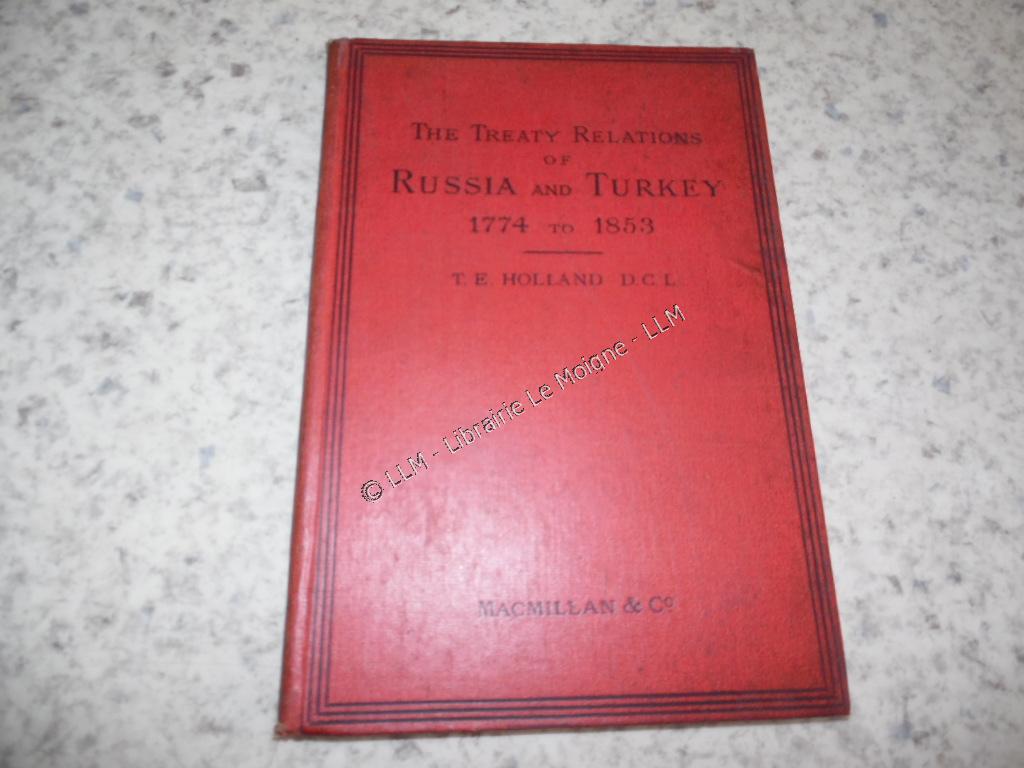 THE TREATY RELATIONS
OF
RUSSIA AND TURKEY
1774 TO 1853
T. E. HOLLAND D.C.L.
© LLM - Librairie Le Moigne - LLM
MACMILLAN & Co